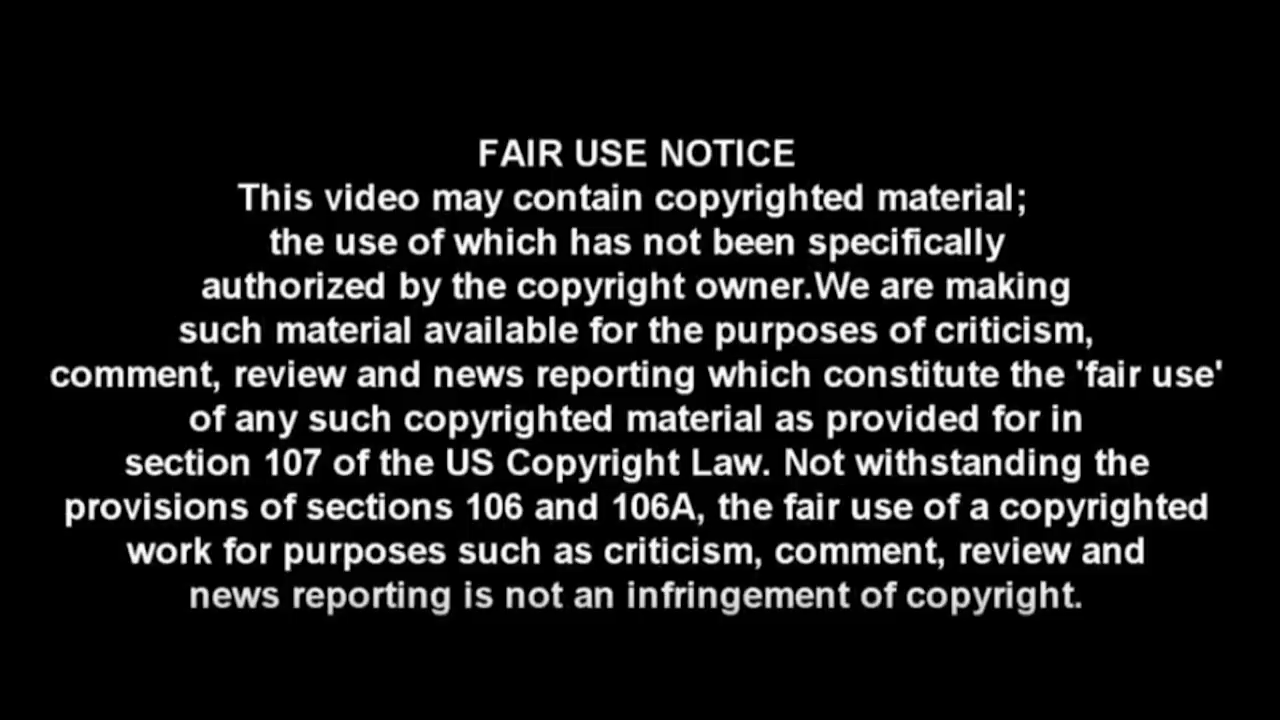 FAIR USE NOTICE
This video may contain copyrighted material;
the use of which has not been specifically
authorized by the copyright owner.We are making
such material available for the purposes of criticism,
comment, review and news reporting which constitute the 'fair use'
of any such copyrighted material as provided for in
section 107 of the US Copyright Law. Not withstanding the
provisions of sections 106 and 106A, the fair use of a copyrighted
work for purposes such as criticism, comment, review and
news reporting is not an infringement of copyright.